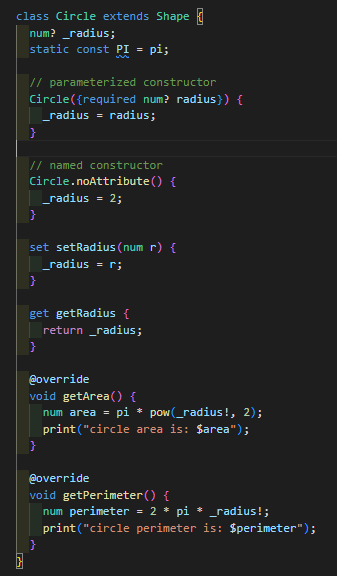 class Circle extends Shape {
  num? _radius;
  static const PI = pi;

  // parameterized constructor
  Circle({required num? radius}) {
    _radius = radius;
  }

  // named constructor
  Circle.noAttribute() {
    _radius = 2;
  }

  set setRadius(num r) {
    _radius = r;
  }

  get getRadius {
    return _radius;
  }

  @override
  void getArea() {
    num area = pi * pow(_radius!, 2);
    print("circle area is: $area");
  }

  @override
  void getPerimeter() {
    num perimeter = 2 * pi * _radius!;
    print("circle perimeter is: $perimeter");
  }
}